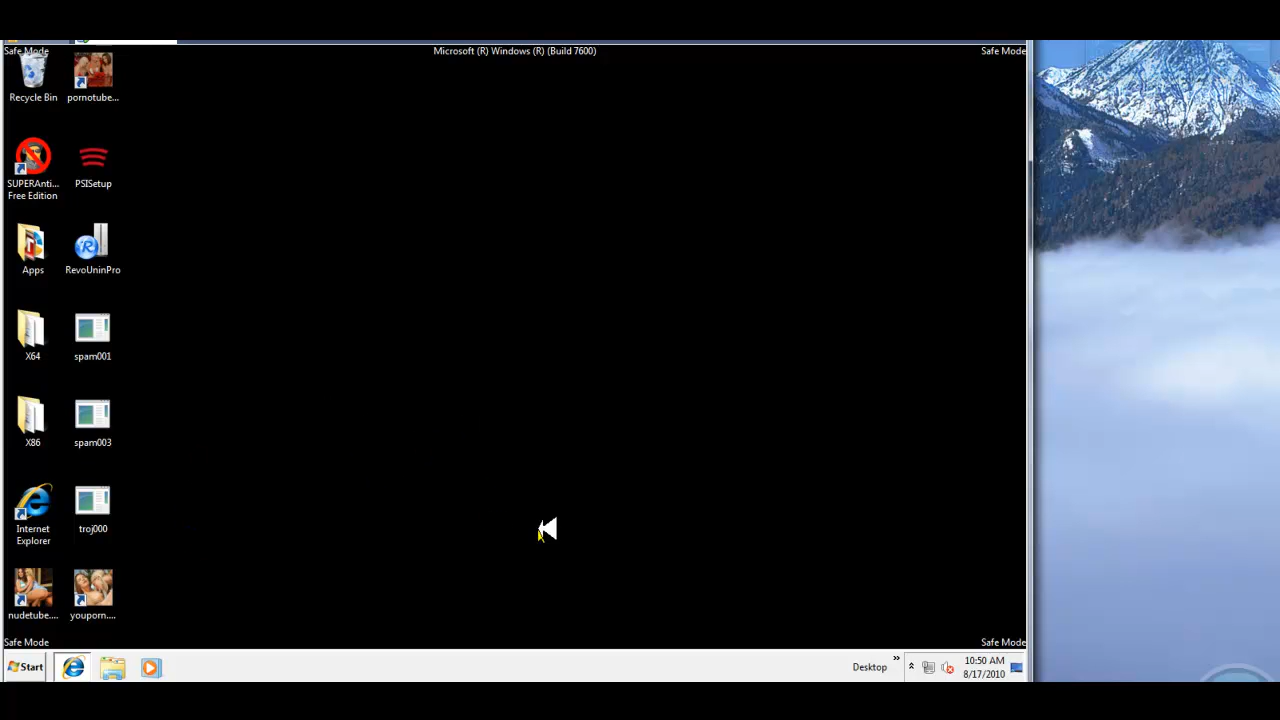 Safe Mode
Microsoft (R) Windows (R) (Build 7600)
Safe Mode
Recycle Bin
pornotube...
SUPERAnti...
Free Edition
PSISetup
Apps
RevoUninPro
X64
spam001
X86
spam003
Internet
Explorer
troj000
nudetube....
youporn....
Safe Mode
Safe Mode
Start
Desktop
10:50 AM
8/17/2010